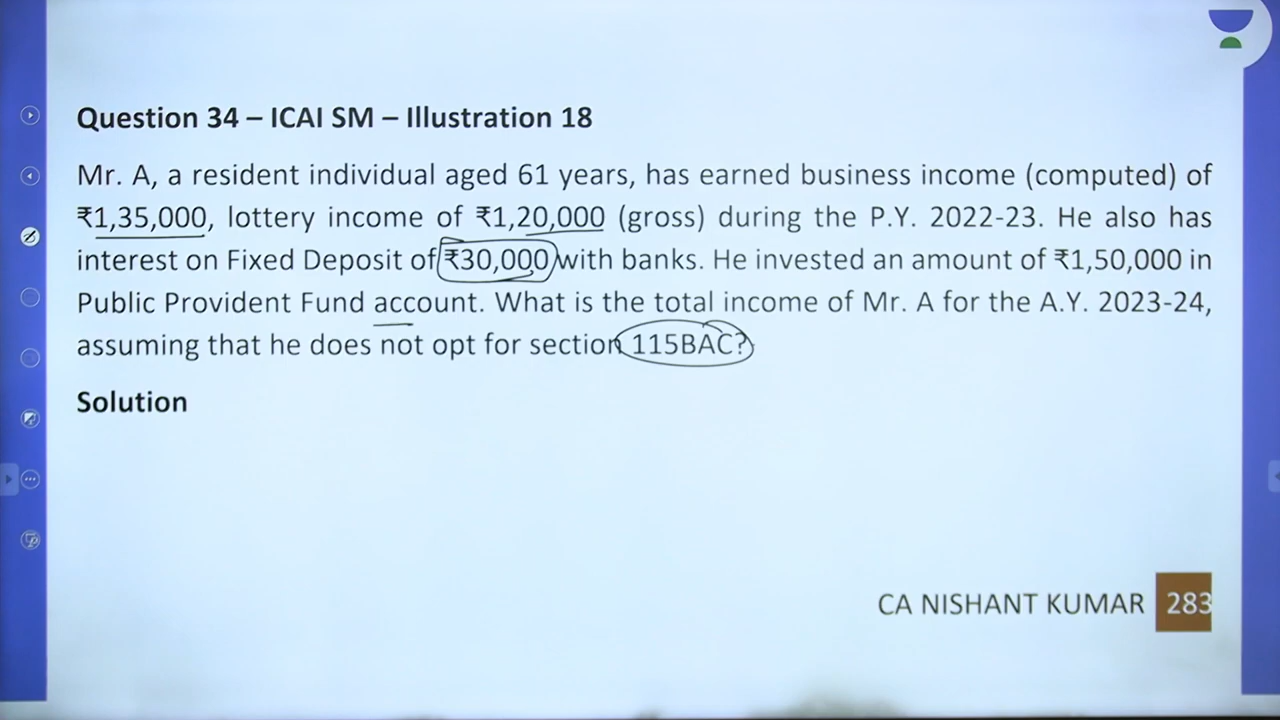 Question 34 – ICAI SM – Illustration 18
Mr. A, a resident individual aged 61 years, has earned business income (computed) of
₹1,35,000, lottery income of ₹1,20,000 (gross) during the P.Y. 2022-23. He also has
interest on Fixed Deposit of ₹30,000 with banks. He invested an amount of ₹1,50,000 in
Public Provident Fund account. What is the total income of Mr. A for the A.Y. 2023-24,
assuming that he does not opt for section 115BAC?
Solution
CA NISHANT KUMAR 283